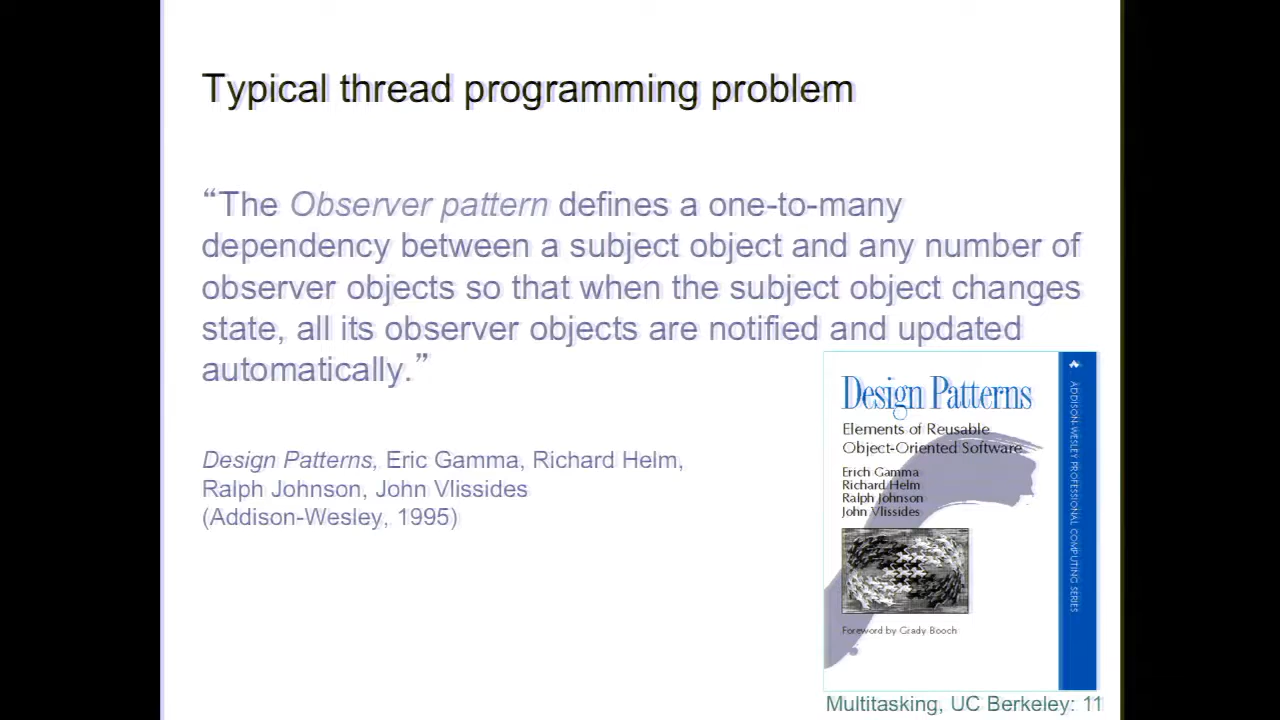 Typical thread programming problem
“The Observer pattern defines a one-to-many
dependency between a subject object and any number of
observer objects so that when the subject object changes
state, all its observer objects are notified and updated
automatically.”
Design Patterns, Eric Gamma, Richard Helm,
Ralph Johnson, John Vlissides
(Addison-Wesley, 1995)
Design Patterns
Elements of Reusable
Object-Oriented Software
Erich Gamma
Richard Helm
Ralph Johnson
John Vlissides
Foreword by Grady Booch
ADDISON-WESLEY PROFESSIONAL COMPUTING SERIES
Multitasking, UC Berkeley: 11